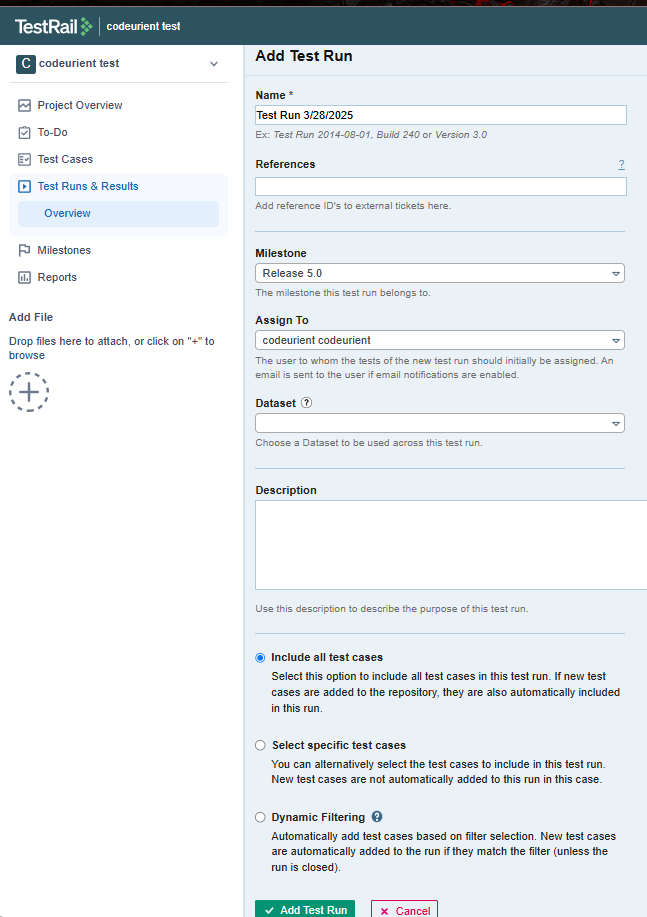 TestRail codeurient test
C codeurient test
Project Overview
To-Do
Test Cases
Test Runs & Results
Overview
Milestones
Reports
Add File
Drop files here to attach, or click on "+" to
browse
Add Test Run
Name *
Test Run 3/28/2025
Ex: Test Run 2014-08-01, Build 240 or Version 3.0
References ?
Add reference ID's to external tickets here.
Milestone
Release 5.0
The milestone this test run belongs to.
Assign To
codeurient codeurient
The user to whom the tests of the new test run should initially be assigned. An
email is sent to the user if email notifications are enabled.
Dataset ?
Choose a Dataset to be used across this test run.
Description
Use this description to describe the purpose of this test run.
Include all test cases
Select this option to include all test cases in this test run. If new test
cases are added to the repository, they are also automatically included
in this run.
Select specific test cases
You can alternatively select the test cases to include in this test run.
New test cases are not automatically added to this run in this case.
Dynamic Filtering ?
Automatically add test cases based on filter selection. New test cases
are automatically added to the run if they match the filter (unless the
run is closed).
Add Test Run Cancel